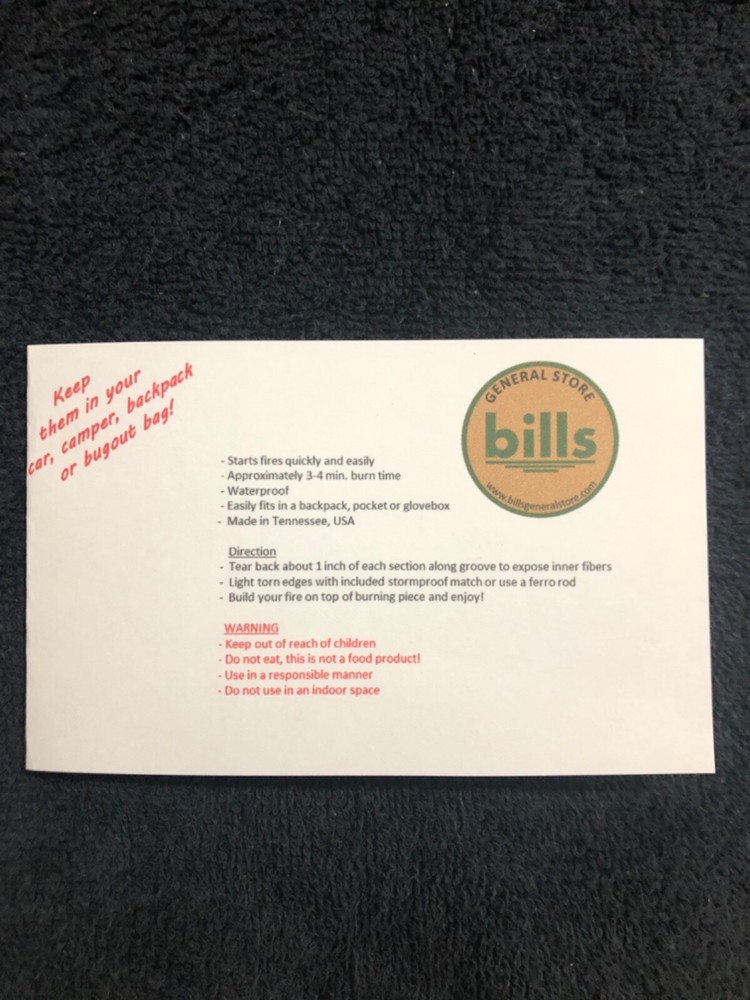 Keep
them in your
car, camper, backpack
or bugout bag!
GENERAL STORE
bills
www.billsgeneralstore.com
- Starts fires quickly and easily
- Approximately 3-4 min. burn time
- Waterproof
- Easily fits in a backpack, pocket or glovebox
- Made in Tennessee, USA
Direction
- Tear back about 1 inch of each section along groove to expose inner fibers
- Light torn edges with included stormproof match or use a ferro rod
- Build your fire on top of burning piece and enjoy!
WARNING
- Keep out of reach of children
- Do not eat, this is not a food product!
- Use in a responsible manner
- Do not use in an indoor space